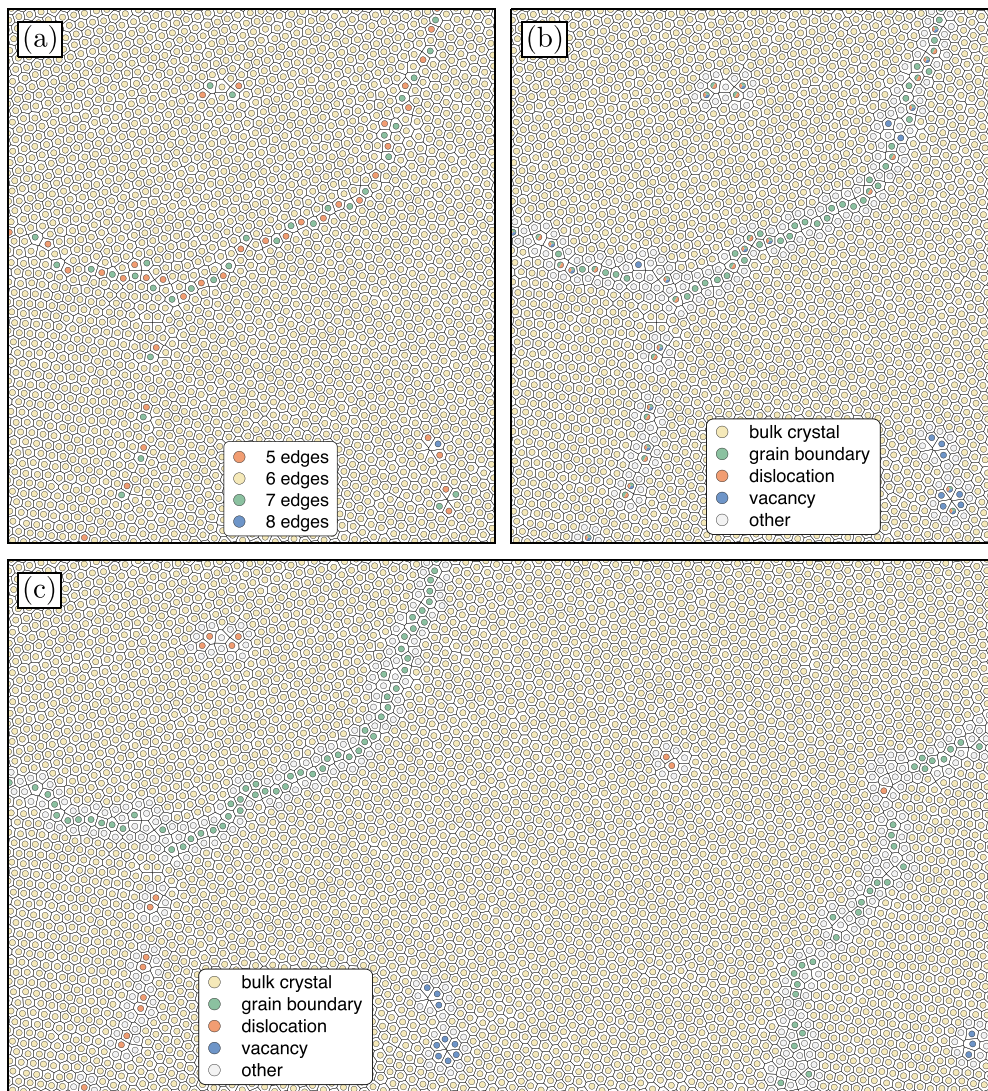 (a)
(b)
5 edges
6 edges
7 edges
8 edges
bulk crystal
grain boundary
dislocation
vacancy
other
(c)
bulk crystal
grain boundary
dislocation
vacancy
other